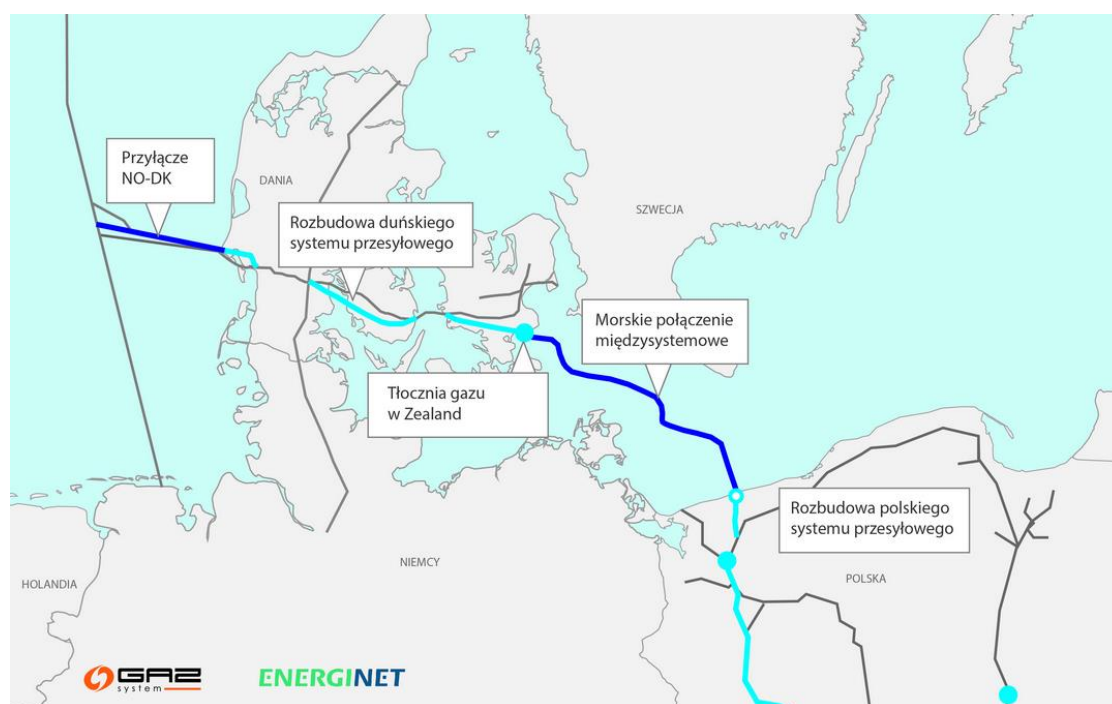 Przyłącze
NO-DK
DANIA
Rozbudowa duńskiego
systemu przesyłowego
SZWECJA
Morskie połączenie
międzysystemowe
Tłocznia gazu
w Zealand
Rozbudowa polskiego
systemu przesyłowego
NIEMCY
HOLANDIA
POLSKA
GAZ
system
ENERGINET